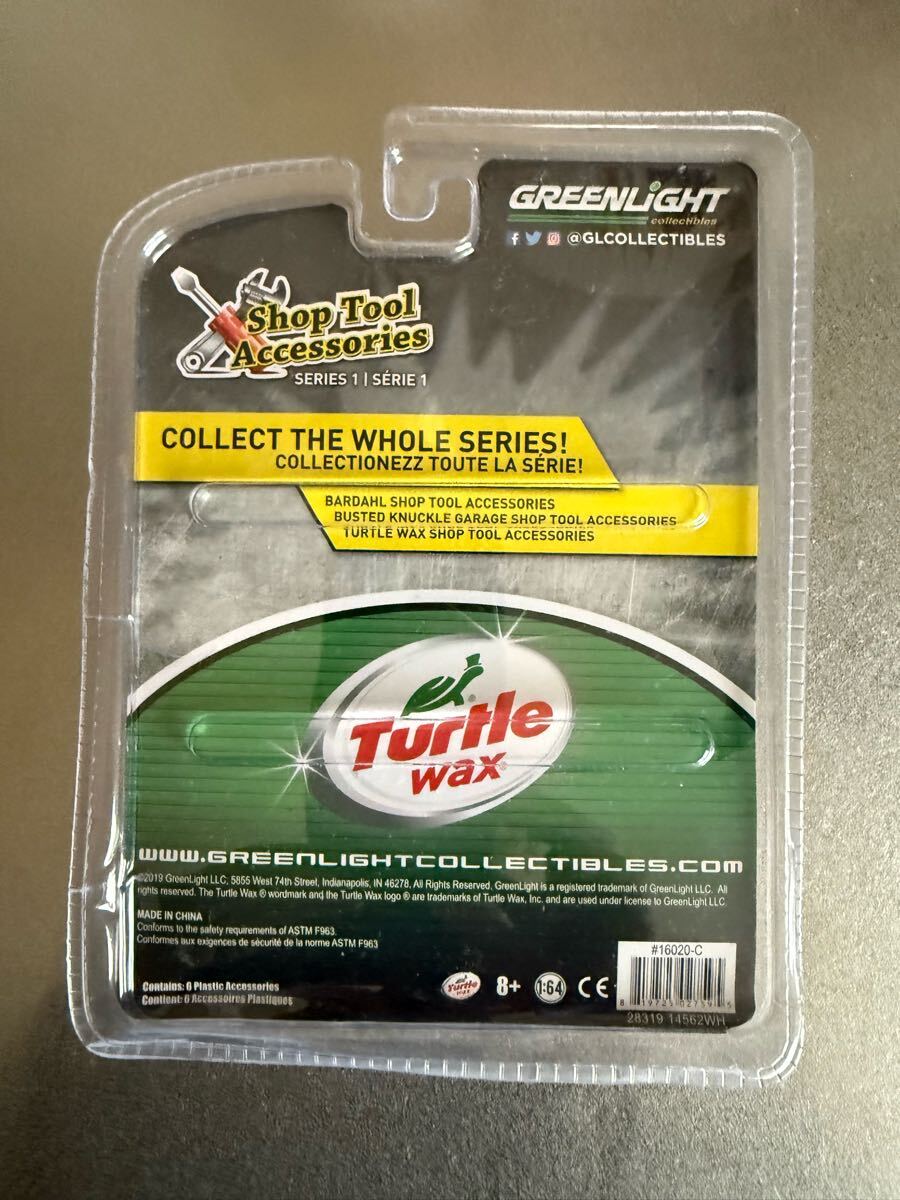 GREENLIGHT
collectibles
@GLCOLLECTIBLES
Shop Tool
Accessories
SERIES 1 | SÉRIE 1
COLLECT THE WHOLE SERIES!
COLLECTIONEZZ TOUTE LA SÉRIE!
BARDAHL SHOP TOOL ACCESSORIES
BUSTED KNUCKLE GARAGE SHOP TOOL ACCESSORIES
TURTLE WAX SHOP TOOL ACCESSORIES
Turtle
wax®
WWW.GREENLIGHTCOLLECTIBLES.COM
©2019 GreenLight LLC, 5855 West 74th Street, Indianapolis, IN 46278, All Rights Reserved. GreenLight is a registered trademark of GreenLight LLC. All
rights reserved. The Turtle Wax ® wordmark and the Turtle Wax logo ® are trademarks of Turtle Wax, Inc. and are used under license to GreenLight LLC.
MADE IN CHINA
Conforms to the safety requirements of ASTM F963.
Conformes aux exigences de sécurité de la norme ASTM F963
Contains: 6 Plastic Accessories
Contient: 6 Accessoires Plastiques
Turtle
wax
8+
1:64
CE
#16020-C
28319 14562WH